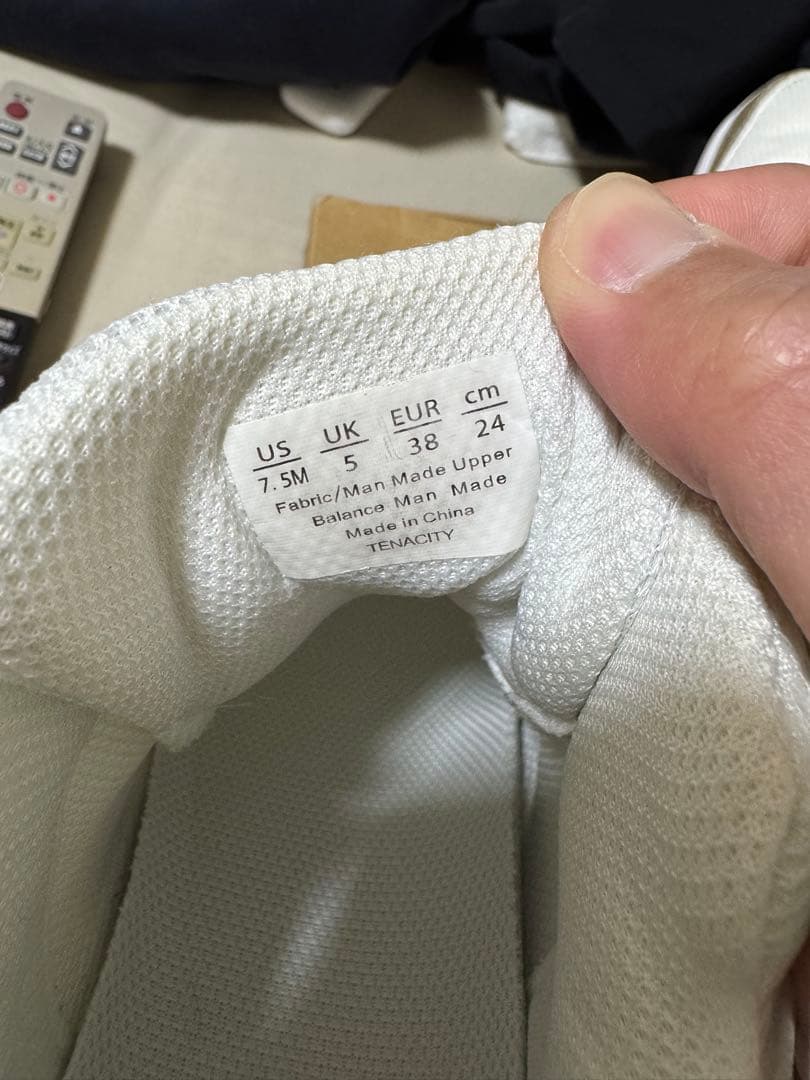 US UK EUR cm
7.5M 5 38 24
Fabric/Man Made Upper
Balance Man Made
Made in China
TENACITY